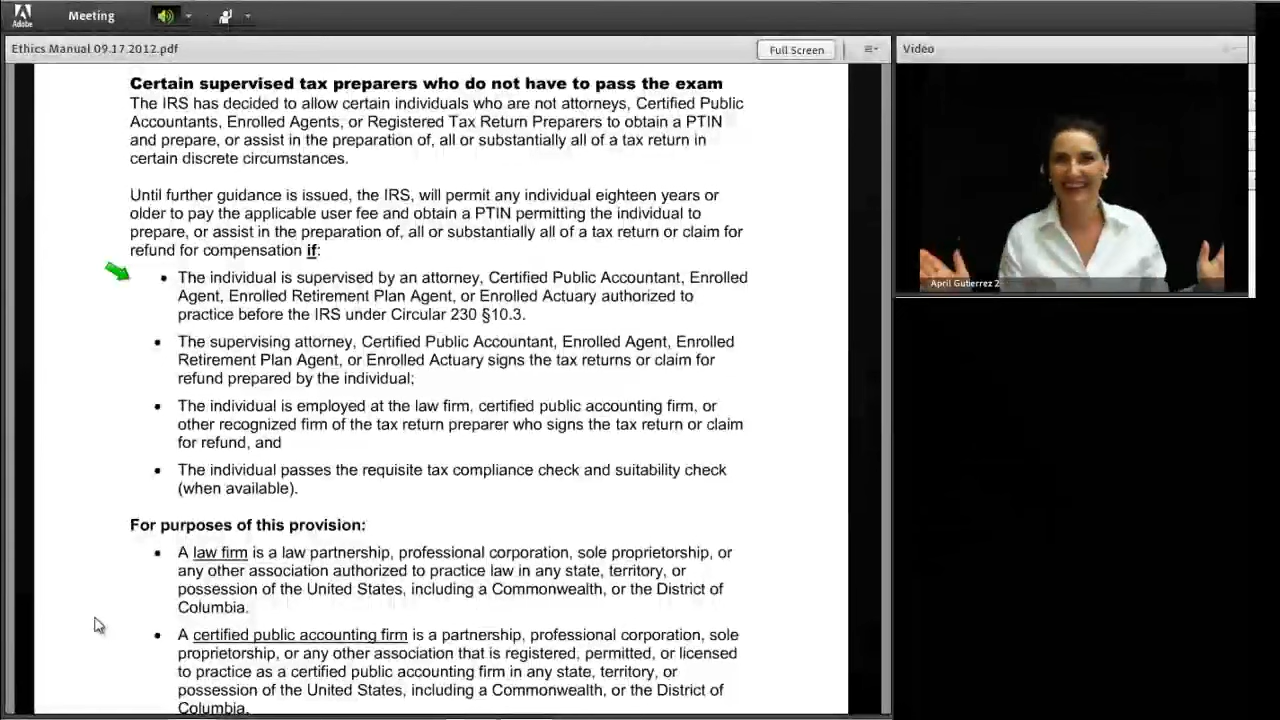 Adobe
Meeting
Ethics Manual 09.17.2012.pdf
Full Screen
Video
Certain supervised tax preparers who do not have to pass the exam
The IRS has decided to allow certain individuals who are not attorneys, Certified Public
Accountants, Enrolled Agents, or Registered Tax Return Preparers to obtain a PTIN
and prepare, or assist in the preparation of, all or substantially all of a tax return in
certain discrete circumstances.
Until further guidance is issued, the IRS, will permit any individual eighteen years or
older to pay the applicable user fee and obtain a PTIN permitting the individual to
prepare, or assist in the preparation of, all or substantially all of a tax return or claim for
refund for compensation if:
• The individual is supervised by an attorney, Certified Public Accountant, Enrolled
Agent, Enrolled Retirement Plan Agent, or Enrolled Actuary authorized to
practice before the IRS under Circular 230 §10.3.
• The supervising attorney, Certified Public Accountant, Enrolled Agent, Enrolled
Retirement Plan Agent, or Enrolled Actuary signs the tax returns or claim for
refund prepared by the individual;
• The individual is employed at the law firm, certified public accounting firm, or
other recognized firm of the tax return preparer who signs the tax return or claim
for refund, and
• The individual passes the requisite tax compliance check and suitability check
(when available).
For purposes of this provision:
• A law firm is a law partnership, professional corporation, sole proprietorship, or
any other association authorized to practice law in any state, territory, or
possession of the United States, including a Commonwealth, or the District of
Columbia.
• A certified public accounting firm is a partnership, professional corporation, sole
proprietorship, or any other association that is registered, permitted, or licensed
to practice as a certified public accounting firm in any state, territory, or
possession of the United States, including a Commonwealth, or the District of
Columbia.
April Gutierrez 2